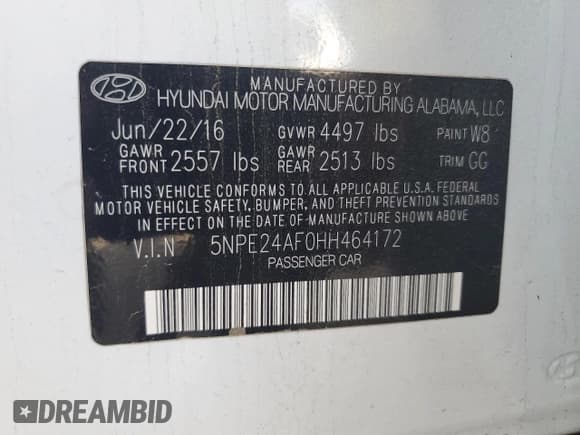 MANUFACTURED BY
HYUNDAI MOTOR MANUFACTURING ALABAMA, LLC
Jun/22/16 GVWR 4497 lbs PAINT W8
GAWR FRONT 2557 lbs GAWR REAR 2513 lbs TRIM GG
THIS VEHICLE CONFORMS TO ALL APPLICABLE U.S.A. FEDERAL
MOTOR VEHICLE SAFETY, BUMPER, AND THEFT PREVENTION STANDARDS
IN EFFECT ON THE DATE OF MANUFACTURE SHOWN ABOVE
V.I.N 5NPE24AF0HH464172
PASSENGER CAR
DREAMBID